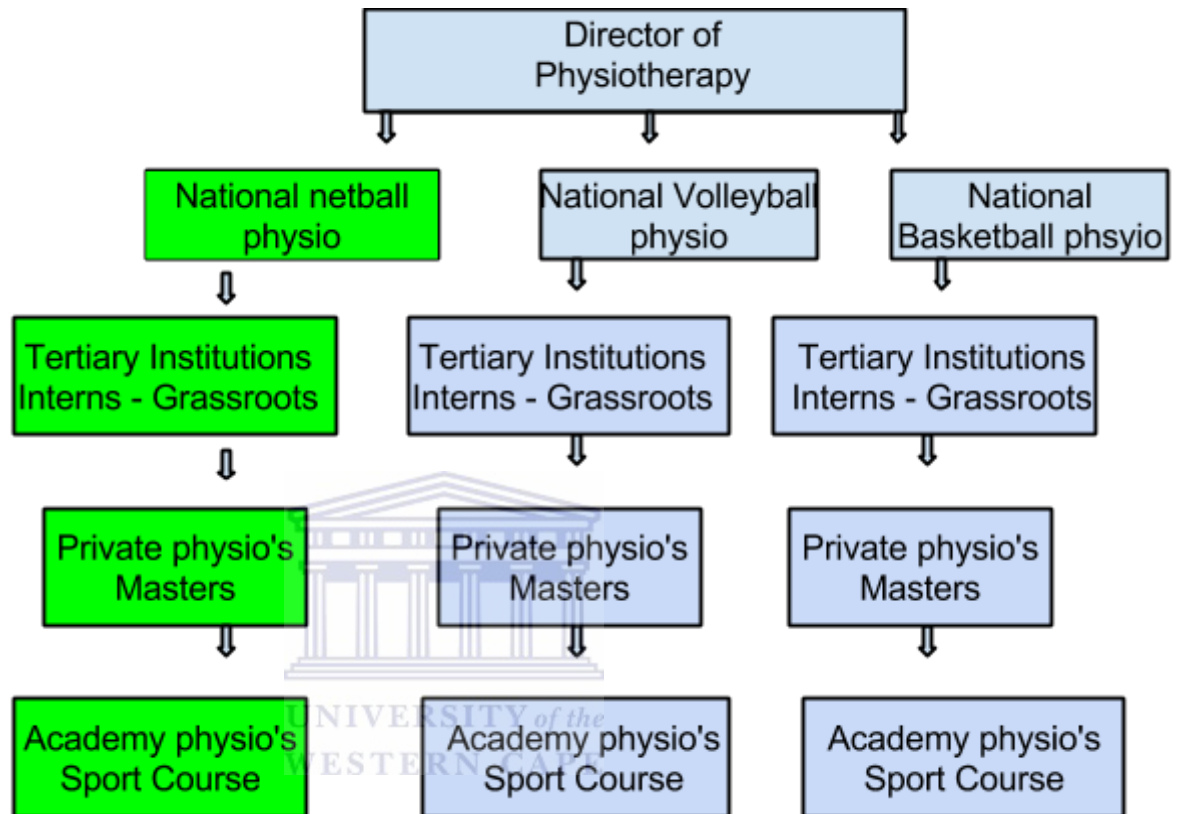 Director of
Physiotherapy
National netball
physio
National Volleyball
physio
National
Basketball phsyio
Tertiary Institutions
Interns - Grassroots
Tertiary Institutions
Interns - Grassroots
Tertiary Institutions
Interns - Grassroots
Private physio's
Masters
Private physio's
Masters
Private physio's
Masters
UNIVERSITY of the
WESTERN CAPE
Academy physio's
Sport Course
Academy physio's
Sport Course
Academy physio's
Sport Course